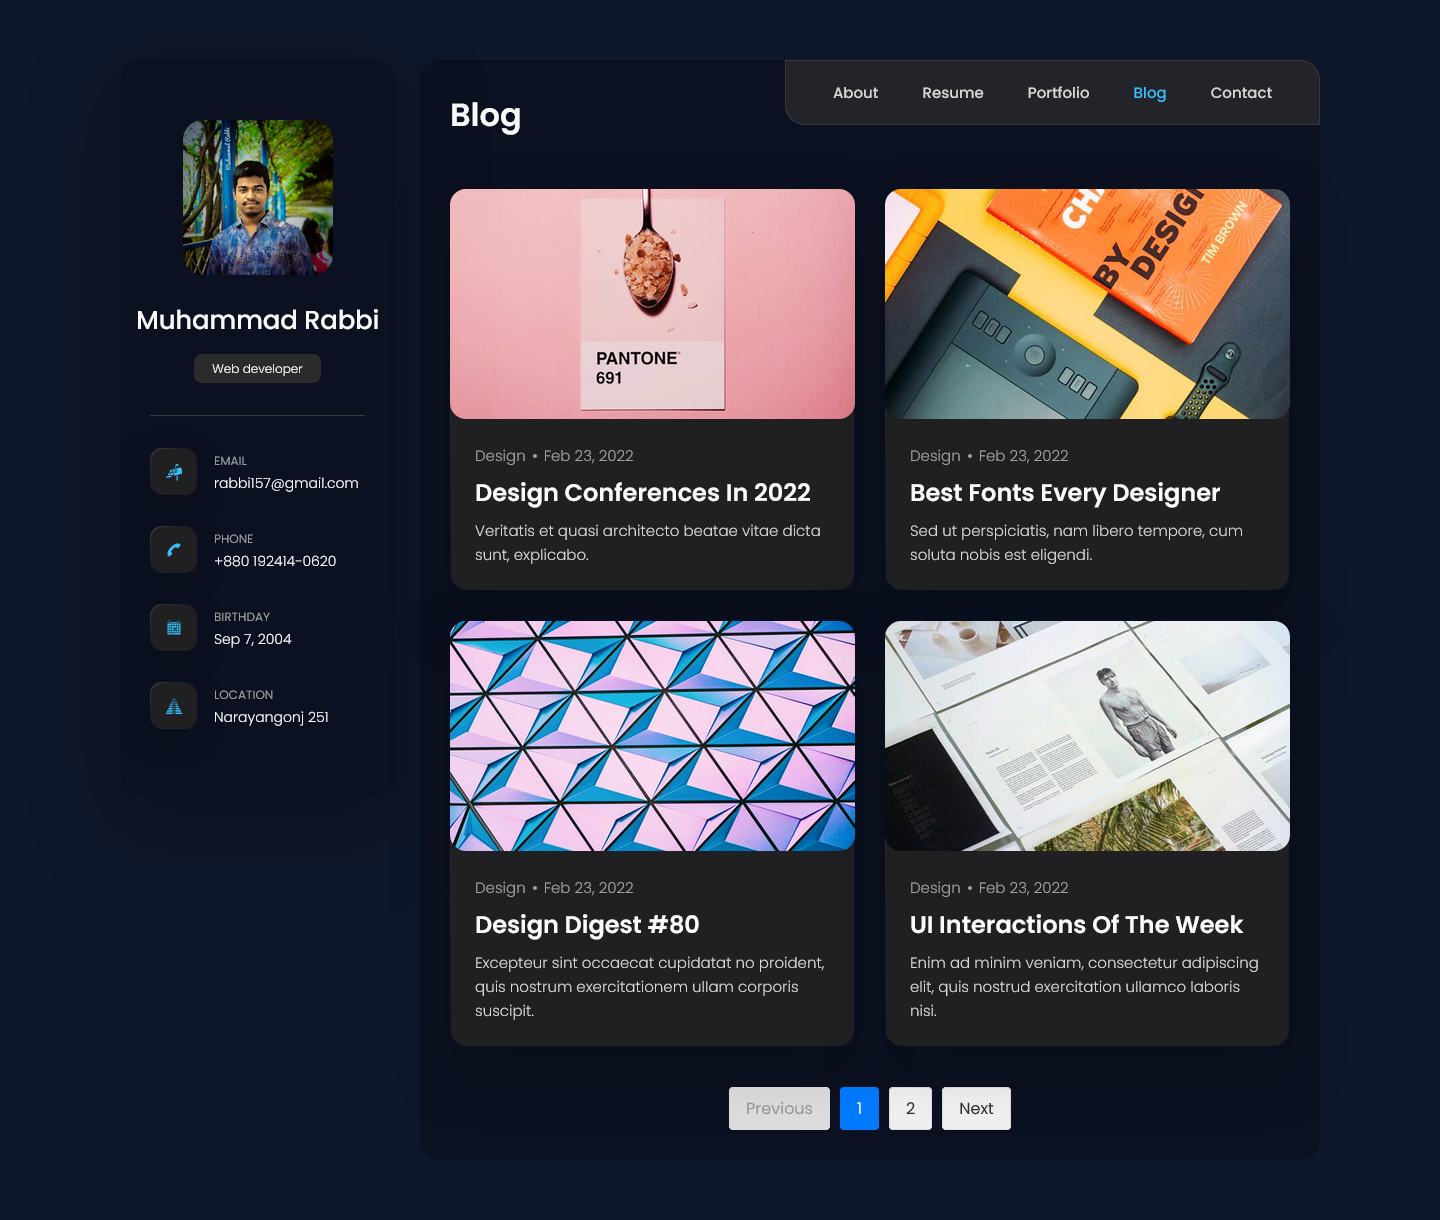 Muhammad Rabbi
Muhammad Rabbi
Web developer
EMAIL
rabbi157@gmail.com
PHONE
+880 192414-0620
BIRTHDAY
Sep 7, 2004
LOCATION
Narayangonj 251
About
Resume
Portfolio
Blog
Contact
Blog
PANTONE
691
Design • Feb 23, 2022
Design Conferences In 2022
Veritatis et quasi architecto beatae vitae dicta
sunt, explicabo.
BY
DESIGN
TIM BROWN
Design • Feb 23, 2022
Best Fonts Every Designer
Sed ut perspiciatis, nam libero tempore, cum
soluta nobis est eligendi.
Design • Feb 23, 2022
Design Digest #80
Excepteur sint occaecat cupidatat no proident,
quis nostrum exercitationem ullam corporis
suscipit.
Design • Feb 23, 2022
UI Interactions Of The Week
Enim ad minim veniam, consectetur adipiscing
elit, quis nostrud exercitation ullamco laboris
nisi.
Previous
1
2
Next